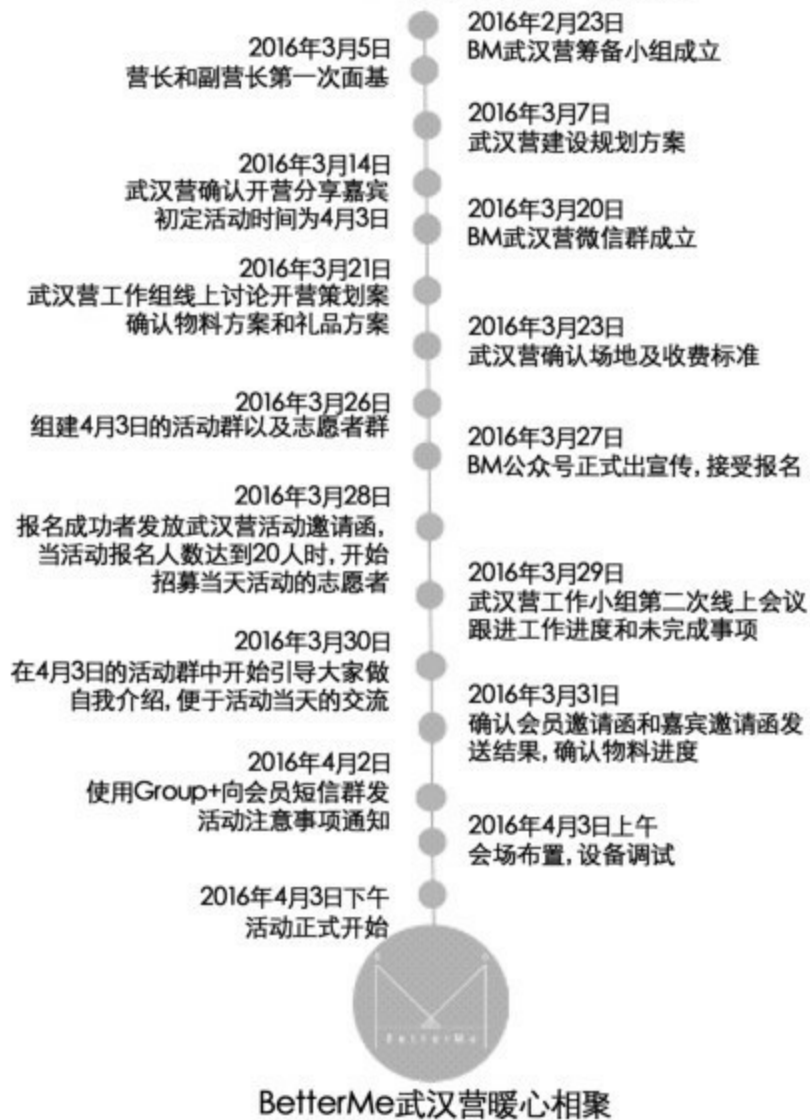 2016年2月23日
BM武汉营筹备小组成立
2016年3月5日
营长和副营长第一次面基
2016年3月7日
武汉营建设规划方案
2016年3月14日
武汉营确认开营分享嘉宾
初定活动时间为4月3日
2016年3月20日
BM武汉营微信群成立
2016年3月21日
武汉营工作组线上讨论开营策划案
确认物料方案和礼品方案
2016年3月23日
武汉营确认场地及收费标准
2016年3月26日
组建4月3日的活动群以及志愿者群
2016年3月27日
BM公众号正式出宣传,接受报名
2016年3月28日
报名成功者发放武汉营活动邀请函,
当活动报名人数达到20人时,开始
招募当天活动的志愿者
2016年3月29日
武汉营工作小组第二次线上会议
跟进工作进度和未完成事项
2016年3月30日
在4月3日的活动群中开始引导大家做
自我介绍,便于活动当天的交流
2016年3月31日
确认会员邀请函和嘉宾邀请函发
送结果,确认物料进度
2016年4月2日
使用Group+向会员短信群发
活动注意事项通知
2016年4月3日上午
会场布置,设备调试
2016年4月3日下午
活动正式开始
BetterMe
BetterMe武汉营暖心相聚